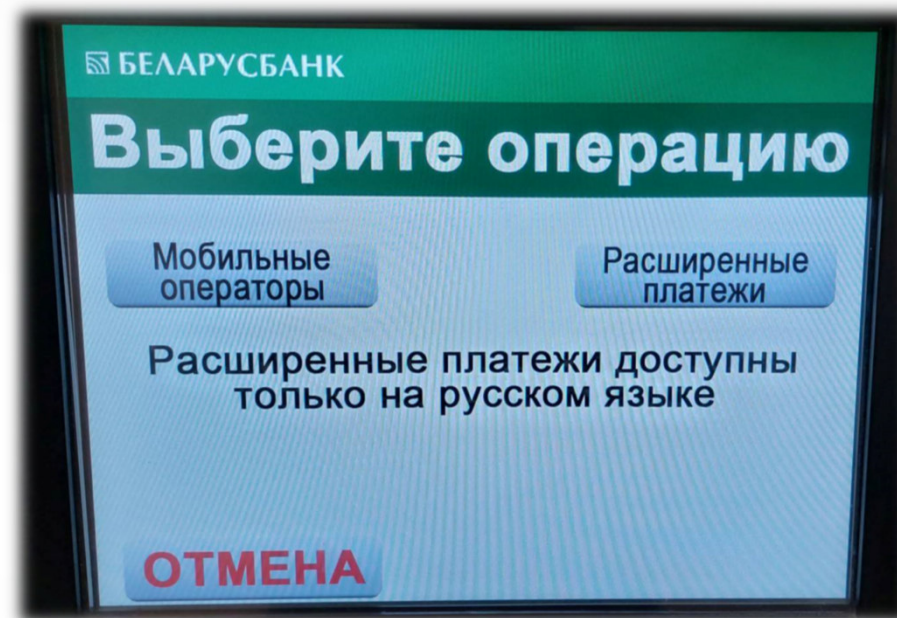 БЕЛАРУСБАНК
Выберите операцию
Мобильные
операторы
Расширенные
платежи
Расширенные платежи доступны
только на русском языке
ОТМЕНА